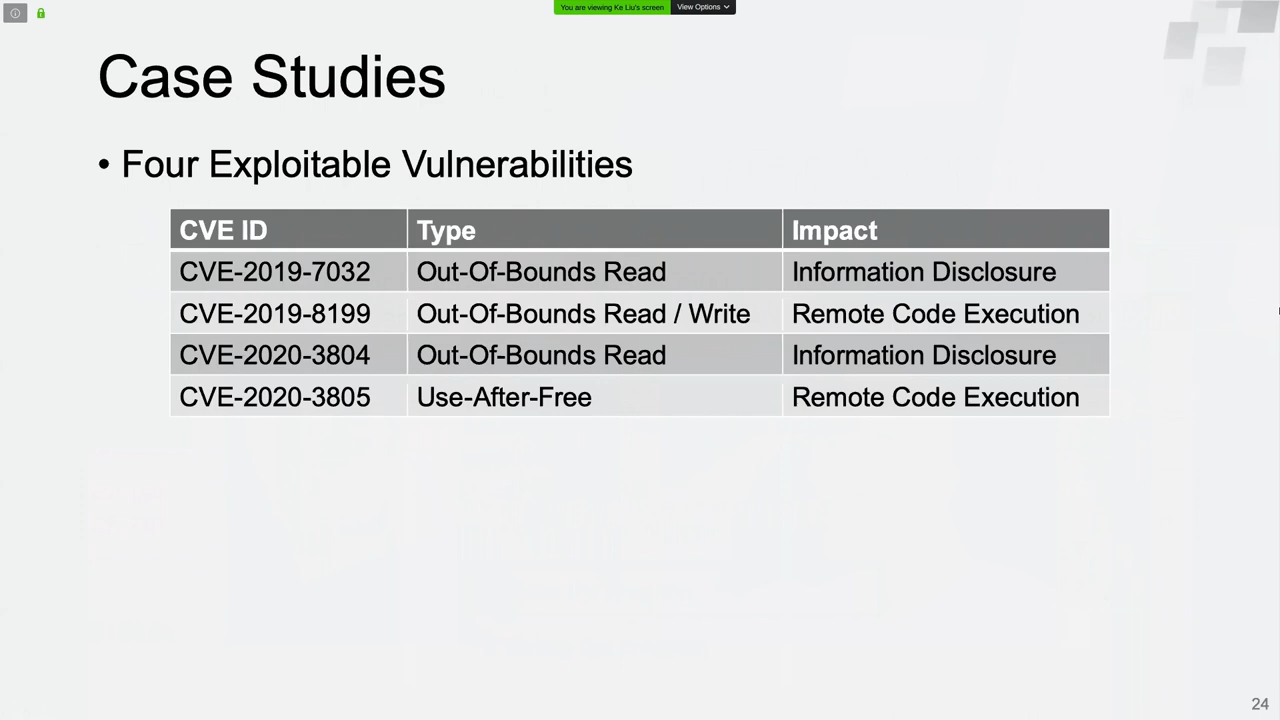 You are viewing Ke Liu's screen View Options
Case Studies
• Four Exploitable Vulnerabilities
CVE ID Type Impact
CVE-2019-7032 Out-Of-Bounds Read Information Disclosure
CVE-2019-8199 Out-Of-Bounds Read / Write Remote Code Execution
CVE-2020-3804 Out-Of-Bounds Read Information Disclosure
CVE-2020-3805 Use-After-Free Remote Code Execution
24